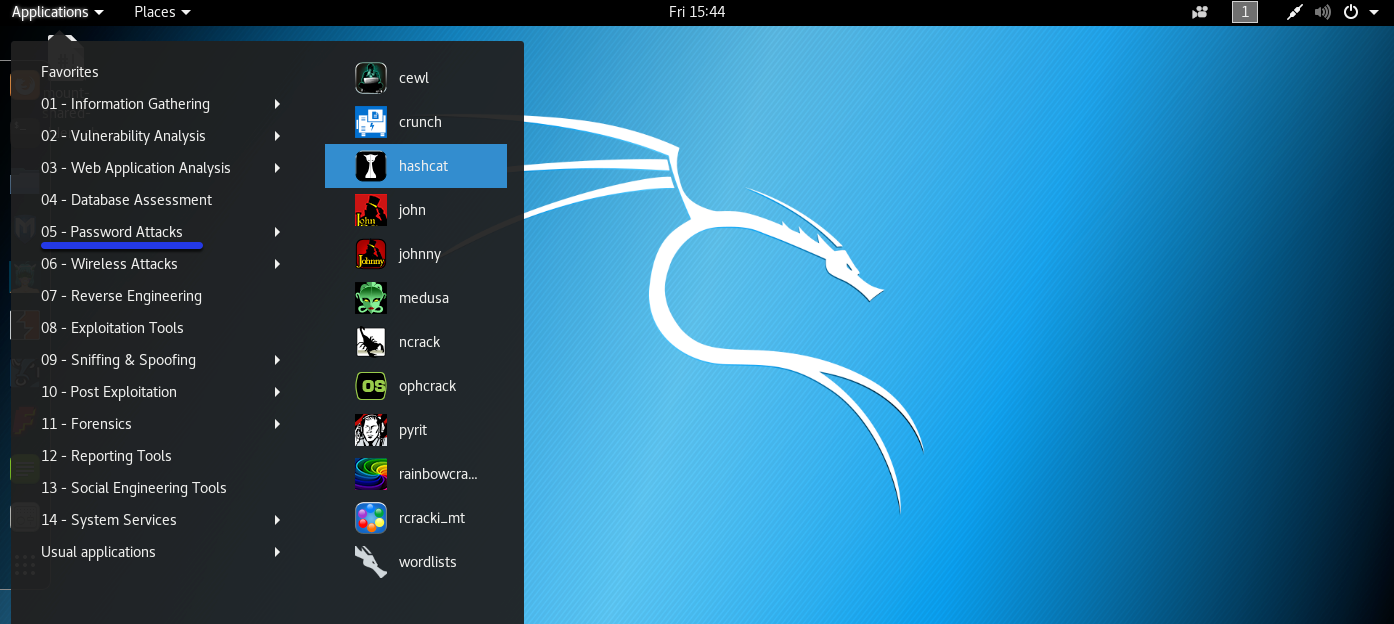 Applications Places Fri 15:44 1
Favorites
01 - Information Gathering
02 - Vulnerability Analysis
03 - Web Application Analysis
04 - Database Assessment
05 - Password Attacks
06 - Wireless Attacks
07 - Reverse Engineering
08 - Exploitation Tools
09 - Sniffing & Spoofing
10 - Post Exploitation
11 - Forensics
12 - Reporting Tools
13 - Social Engineering Tools
14 - System Services
Usual applications
cewl
crunch
hashcat
John
john
Johnny
johnny
medusa
ncrack
OS
ophcrack
pyrit
rainbowcra...
rcracki_mt
wordlists